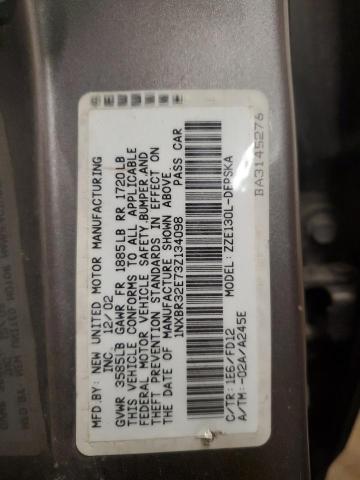 MFD.BY: NEW UNITED MOTOR MANUFACTURING
INC. 12/02
GVWR 3585LB GAWR FR 1885LB RR 1720LB
THIS VEHICLE CONFORMS TO ALL APPLICABLE
FEDERAL MOTOR VEHICLE SAFETY,BUMPER,AND
THEFT PREVENTION STANDARDS IN EFFECT ON
THE DATE OF MANUFACTURE SHOWN ABOVE.
1NXBR32E73Z134098 PASS CAR
MODEL: ZZE130L-DEPSKA
C/TR: 1E6/FD12
A/TM: -02A/A245E
BA3145276